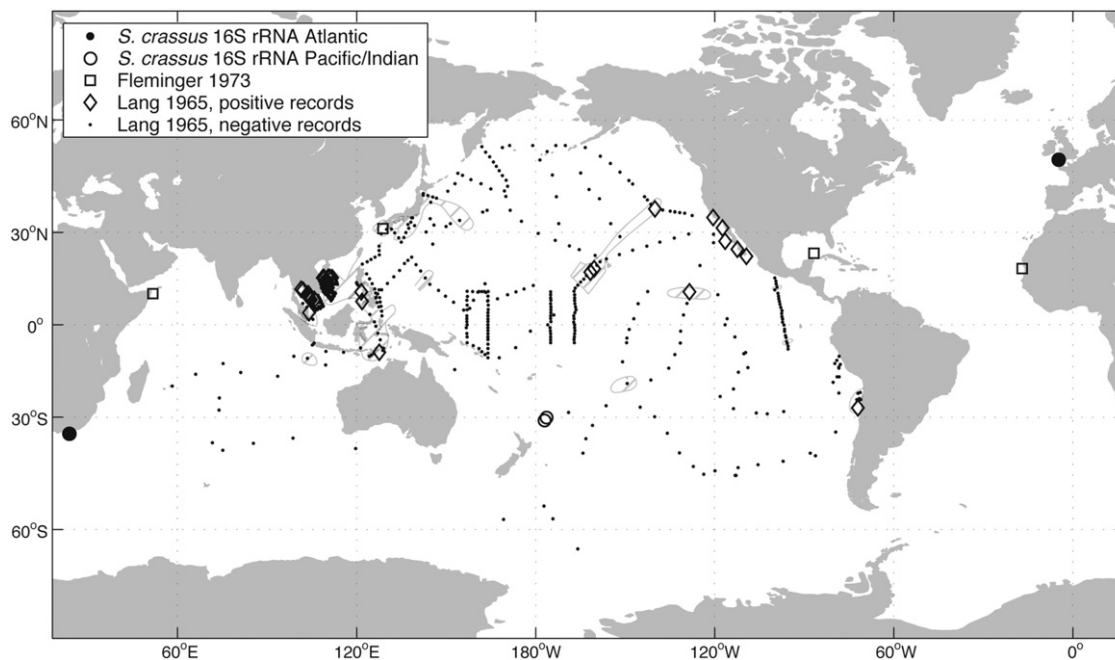 S. crassus 16S rRNA Atlantic
S. crassus 16S rRNA Pacific/Indian
Fleminger 1973
Lang 1965, positive records
Lang 1965, negative records
60°N
30°N
0°
30°S
60°S
60°E
120°E
180°W
120°W
60°W
0°